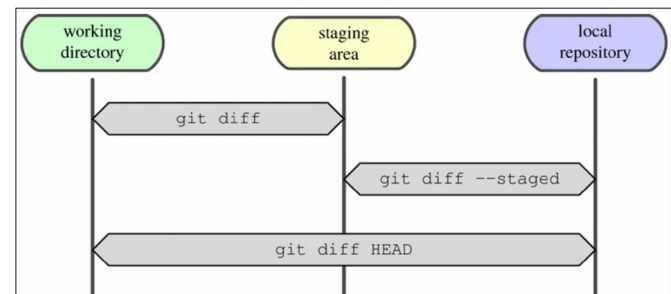 working
directory
staging
area
local
repository
git diff
git diff --staged
git diff HEAD